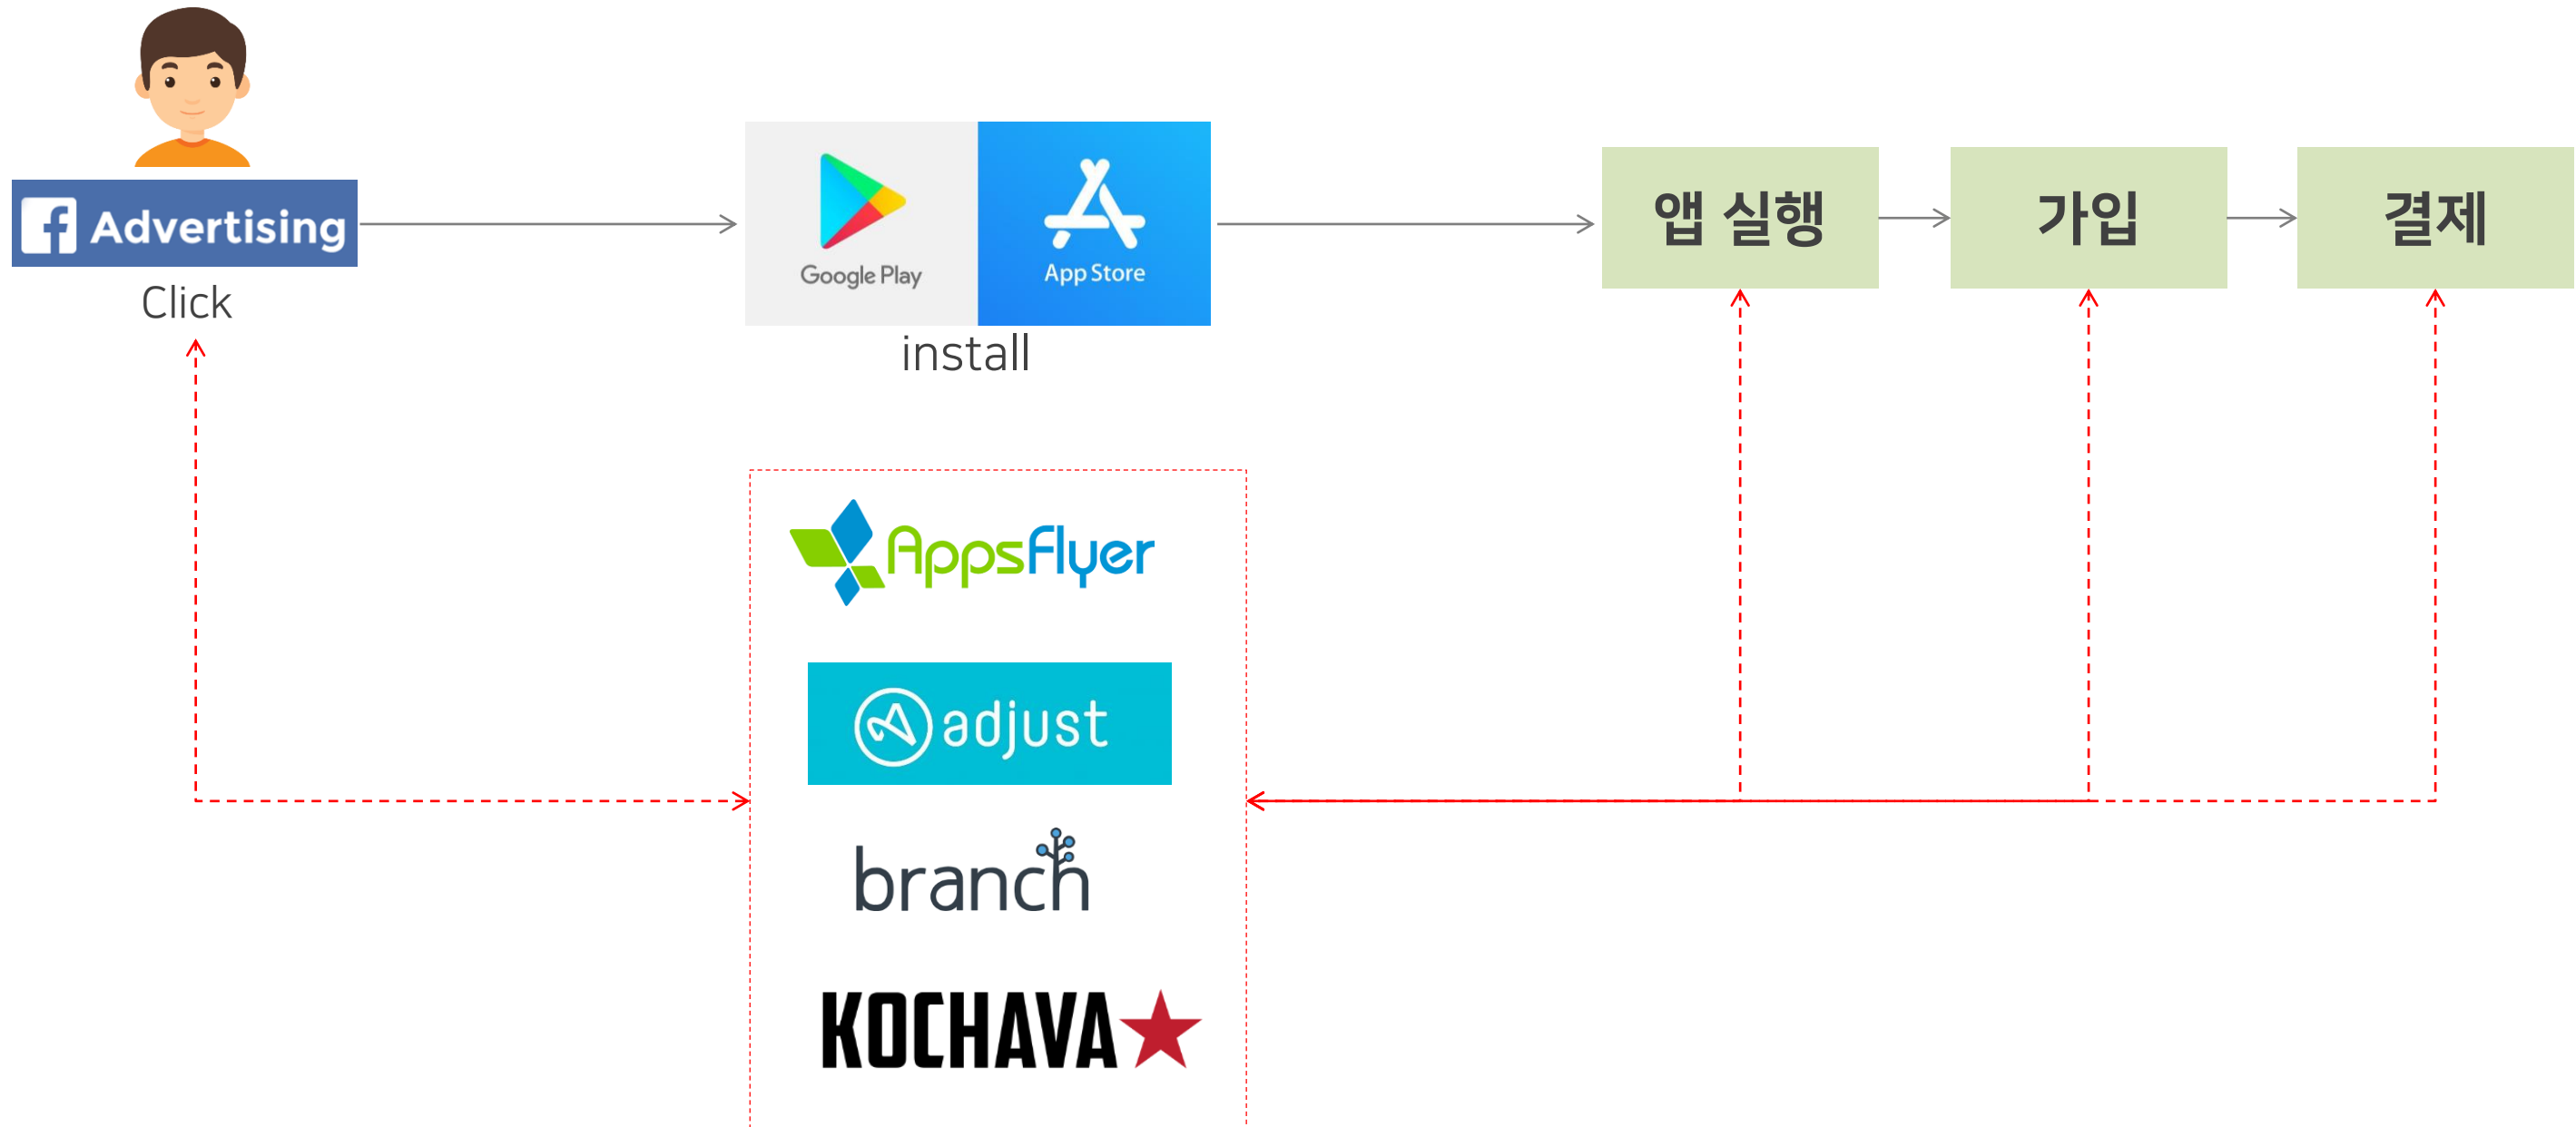 Advertising
Click
Google Play
App Store
install
앱 실행
가입
결제
AppsFlyer
adjust
branch
KOCHAVA